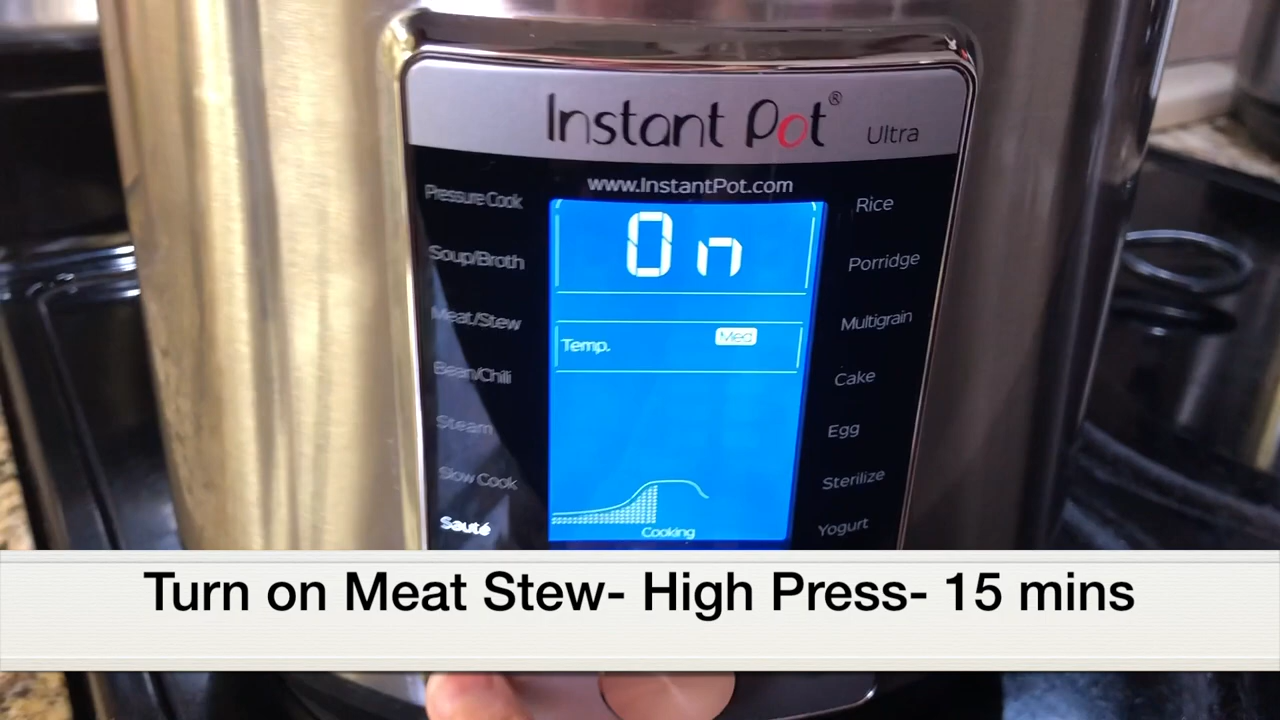 Instant Pot® Ultra
www.InstantPot.com
Pressure Cook
Soup/Broth
Meat/Stew
Bean/Chili
Steam
Slow Cook
Sauté
On
Temp. Med
Cooking
Rice
Porridge
Multigrain
Cake
Egg
Sterilize
Yogurt
Turn on Meat Stew- High Press- 15 mins